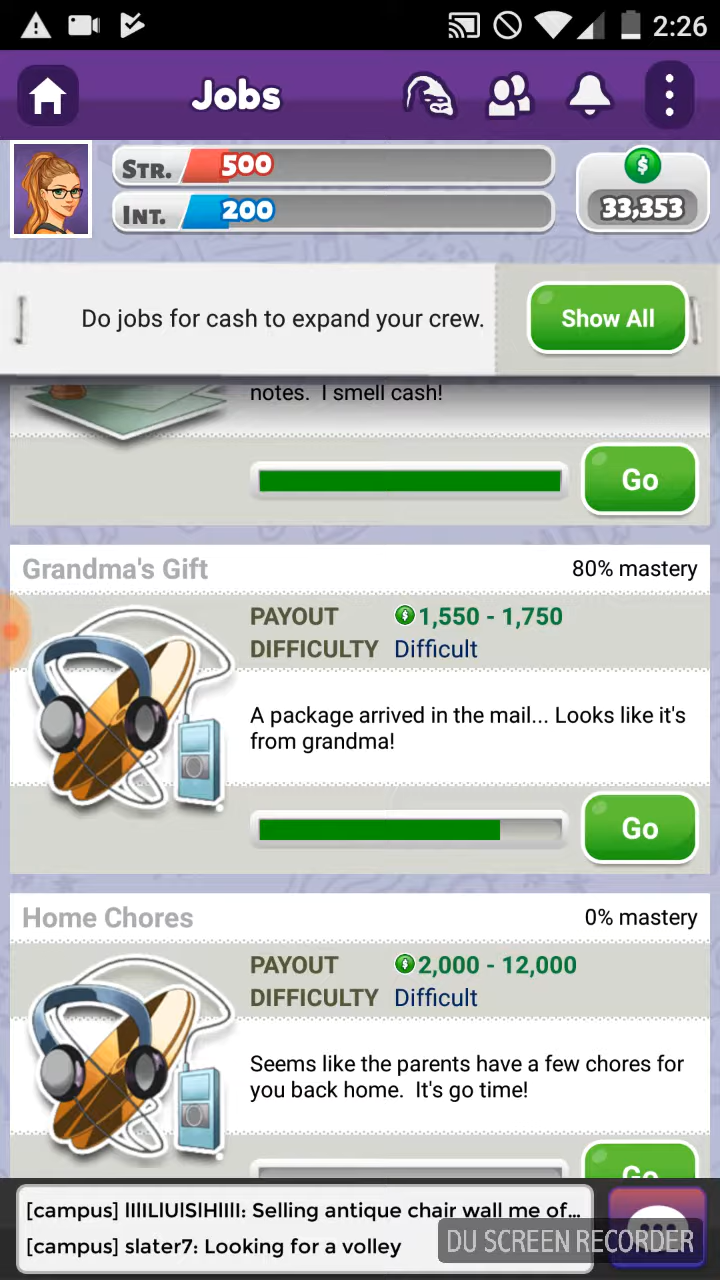 2:26
Jobs
STR. 500
INT. 200
$
33,353
Do jobs for cash to expand your crew.
Show All
notes.  I smell cash!
Go
Grandma's Gift
80% mastery
PAYOUT $ 1,550 - 1,750
DIFFICULTY Difficult
A package arrived in the mail... Looks like it's
from grandma!
Go
Home Chores
0% mastery
PAYOUT $ 2,000 - 12,000
DIFFICULTY Difficult
Seems like the parents have a few chores for
you back home.  It's go time!
Go
[campus] Selling antique chair wall me of...
[campus] slater7: Looking for a volley
DU SCREEN RECORDER